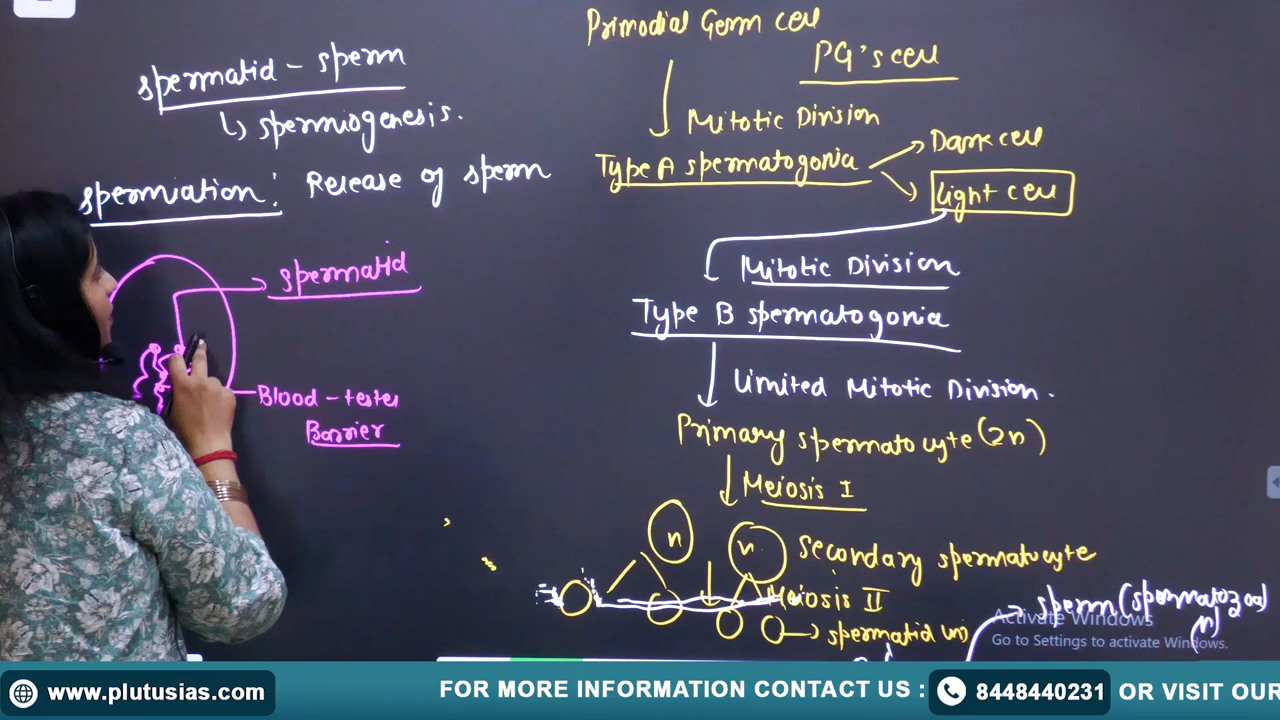 spermatid - sperm
↳ spermiogenesis.
spermiation: Release of sperm
spermatid
Blood-testes
Barrier
Primodial Germ cell
PG's cell
Mitotic Division
Type A spermatogonia
Dark cell
Light cell
Mitotic Division
Type B spermatogonia
Limited Mitotic Division.
Primary spermatocyte (2n)
Meiosis I
n
n
Secondary spermatocyte
Meiosis II
spermatid (n)
sperm (spermatozoa)
n)
Activate Windows
Go to Settings to activate Windows.
www.plutusias.com
FOR MORE INFORMATION CONTACT US :
8448440231
OR VISIT OUR